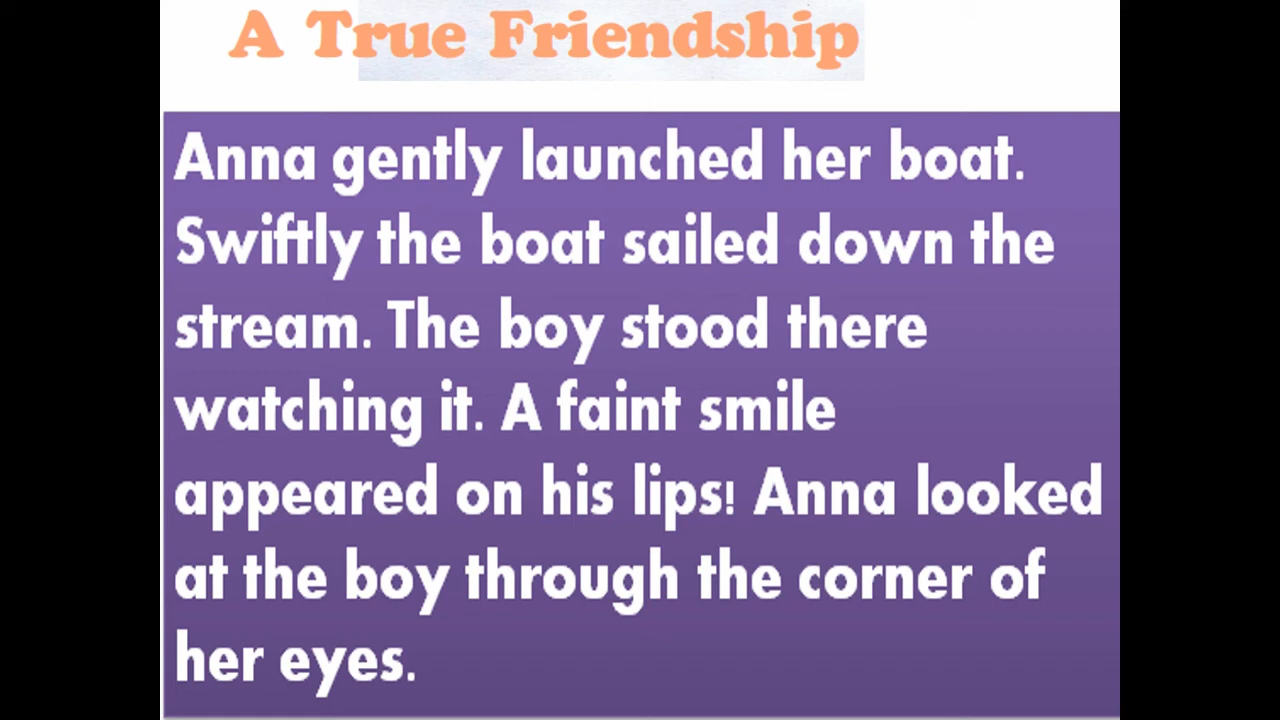 A True Friendship
Anna gently launched her boat.
Swiftly the boat sailed down the
stream. The boy stood there
watching it. A faint smile
appeared on his lips! Anna looked
at the boy through the corner of
her eyes.